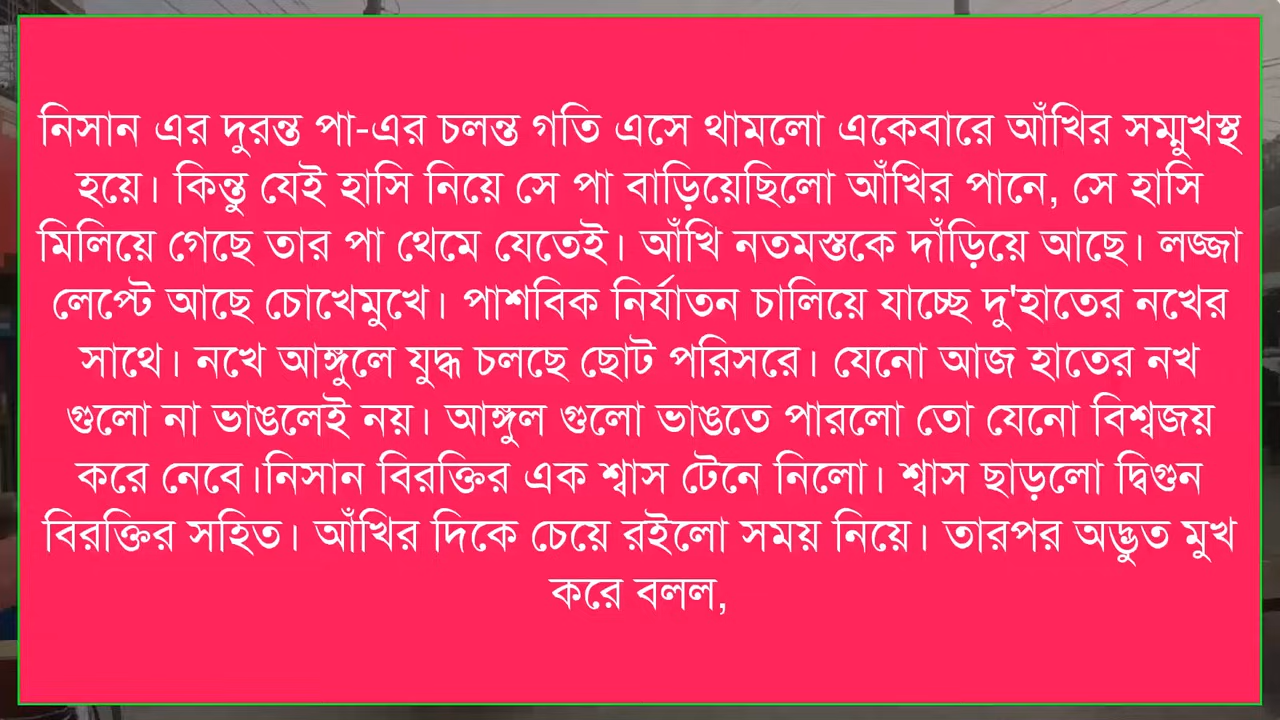 নিসান এর দুরন্ত পা-এর চলন্ত গতি এসে থামলো একেবারে আঁখির সম্মুখস্থ
হয়ে। কিন্তু যেই হাসি নিয়ে সে পা বাড়িয়েছিলো আঁখির পানে, সে হাসি
মিলিয়ে গেছে তার পা থেমে যেতেই। আঁখি নতমস্তকে দাঁড়িয়ে আছে। লজ্জা
লেপ্টে আছে চোখেমুখে। পাশবিক নির্যাতন চালিয়ে যাচ্ছে দু'হাতের নখের
সাথে। নখে আঙ্গুলে যুদ্ধ চলছে ছোট পরিসরে। যেনো আজ হাতের নখ
গুলো না ভাঙলেই নয়। আঙ্গুল গুলো ভাঙতে পারলো তো যেনো বিশ্বজয়
করে নেবে।নিসান বিরক্তির এক শ্বাস টেনে নিলো। শ্বাস ছাড়লো দ্বিগুন
বিরক্তির সহিত। আঁখির দিকে চেয়ে রইলো সময় নিয়ে। তারপর অদ্ভুত মুখ
করে বলল,